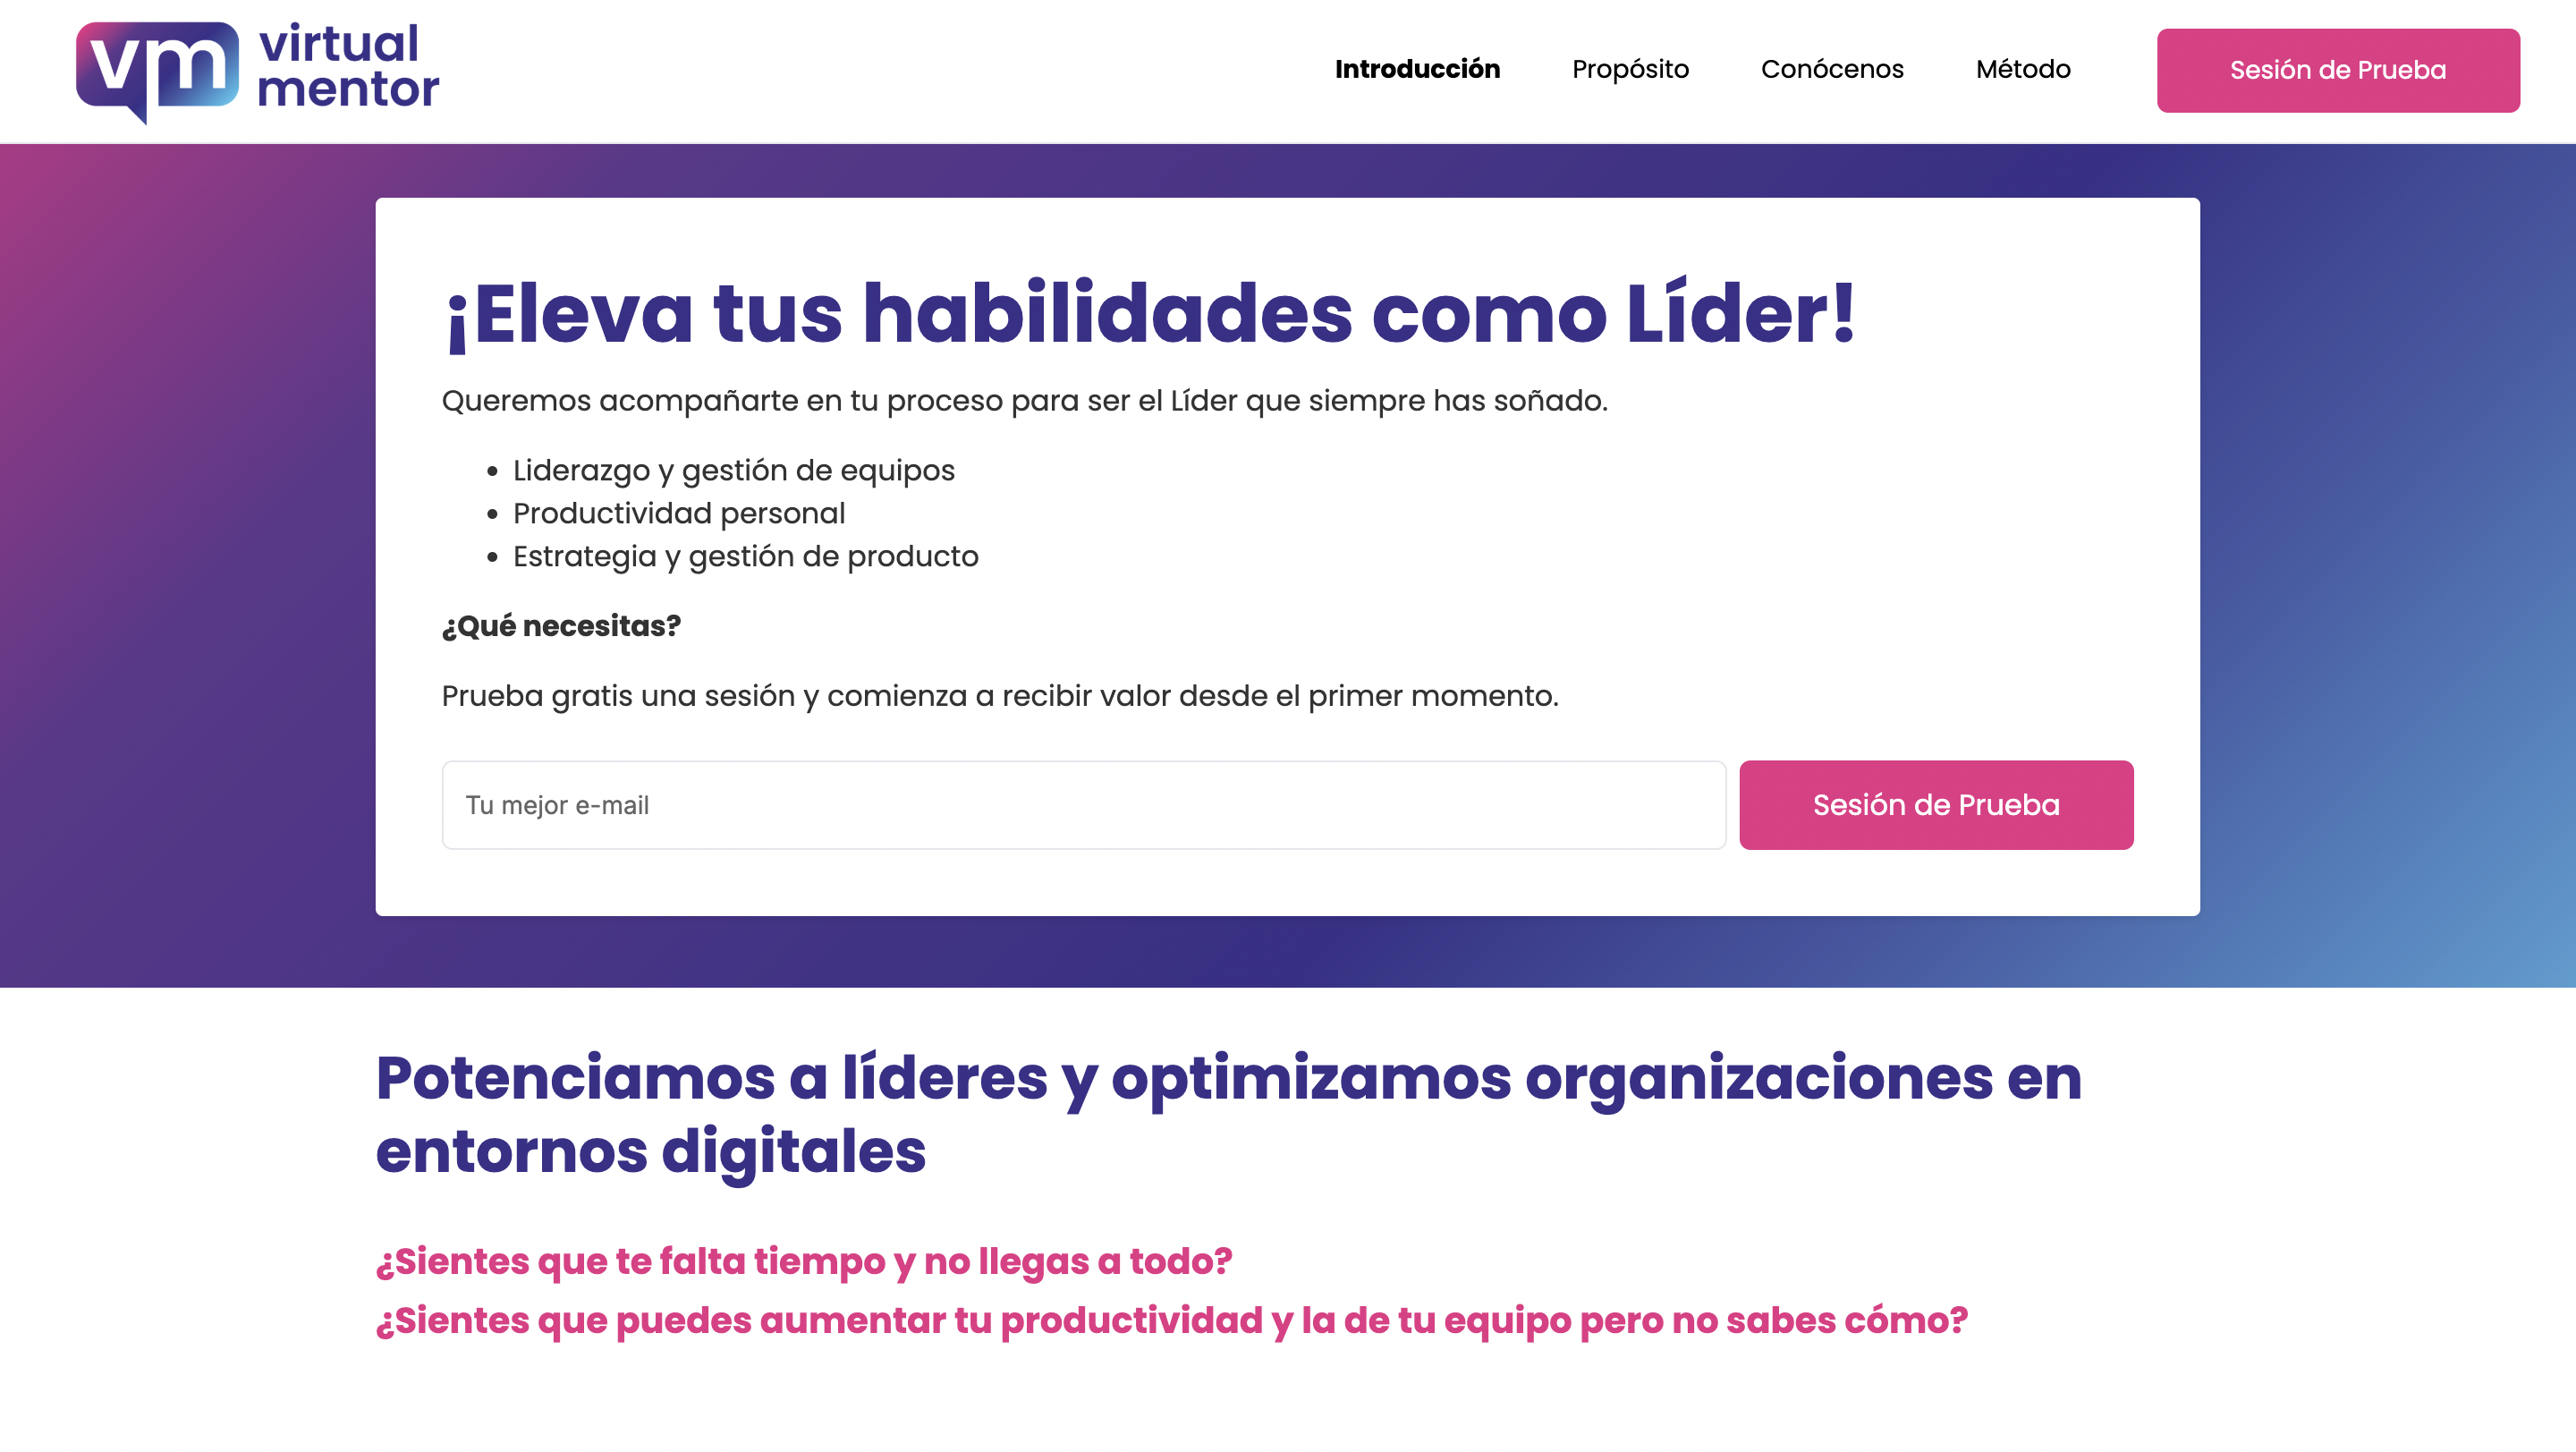 vm virtual mentor
Introducción
Propósito
Conócenos
Método
Sesión de Prueba
¡Eleva tus habilidades como Líder!
Queremos acompañarte en tu proceso para ser el Líder que siempre has soñado.
• Liderazgo y gestión de equipos
• Productividad personal
• Estrategia y gestión de producto
¿Qué necesitas?
Prueba gratis una sesión y comienza a recibir valor desde el primer momento.
Tu mejor e-mail
Sesión de Prueba
Potenciamos a líderes y optimizamos organizaciones en
entornos digitales
¿Sientes que te falta tiempo y no llegas a todo?
¿Sientes que puedes aumentar tu productividad y la de tu equipo pero no sabes cómo?